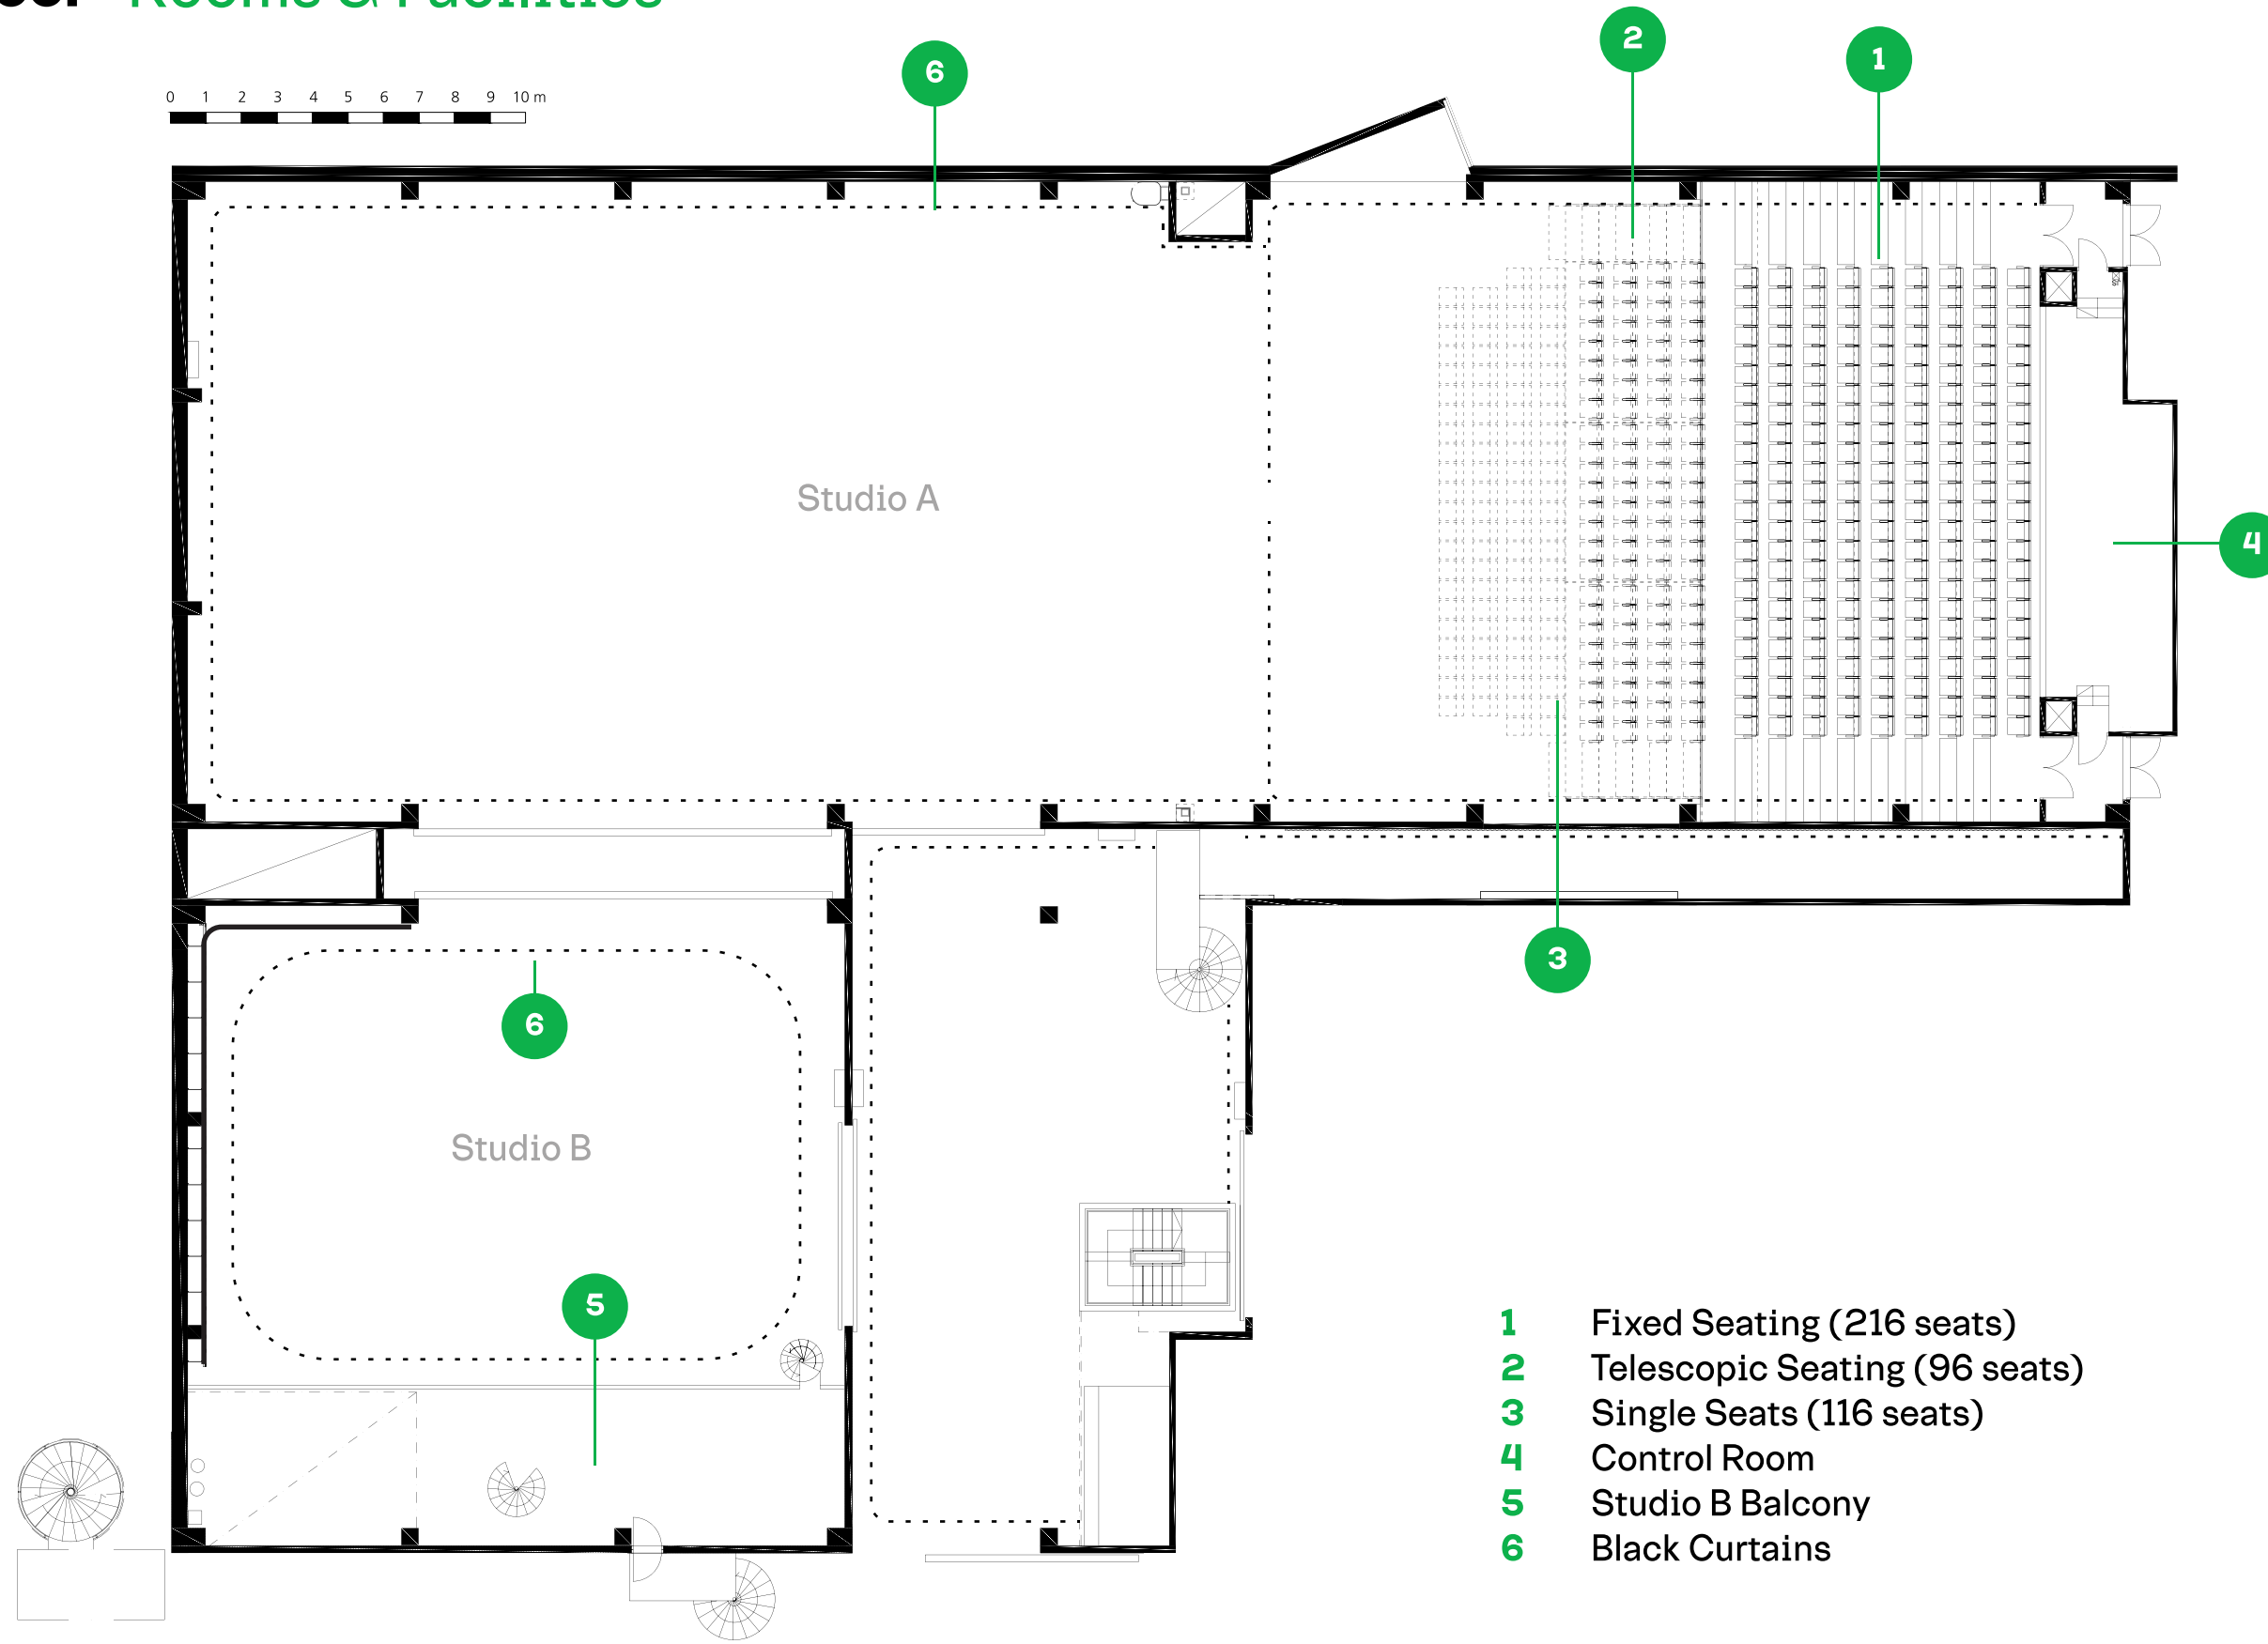 Rooms & Facilities
2
1
6
0 1 2 3 4 5 6 7 8 9 10 m
Studio A
4
3
6
Studio B
5
1 Fixed Seating (216 seats)
2 Telescopic Seating (96 seats)
3 Single Seats (116 seats)
4 Control Room
5 Studio B Balcony
6 Black Curtains